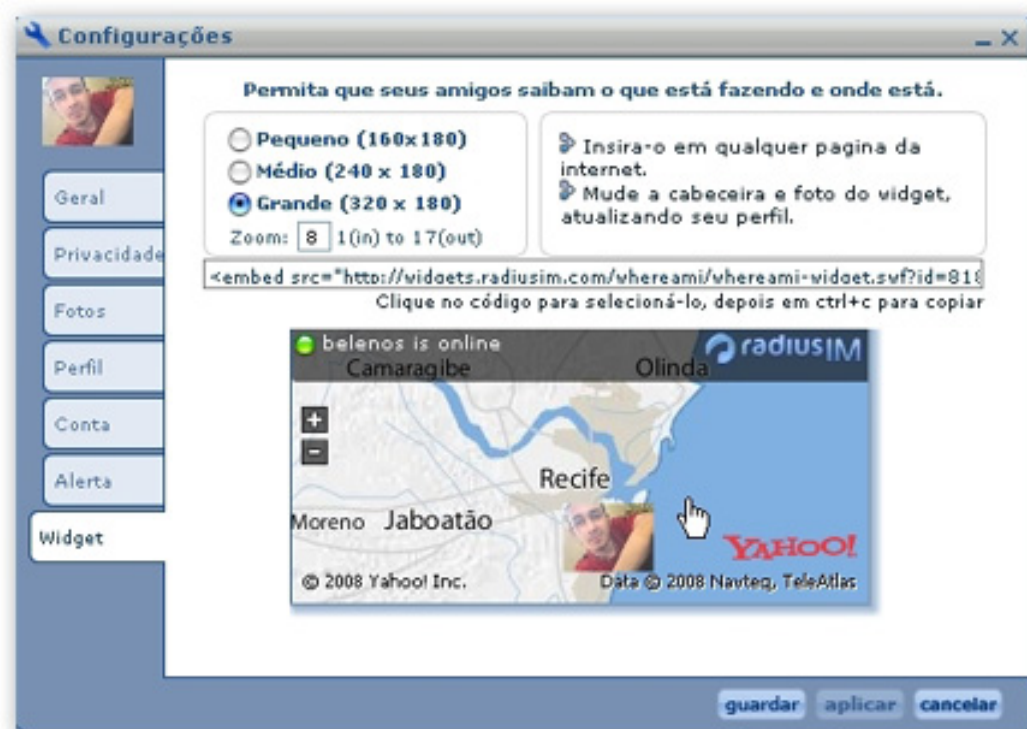 Configurações
Permita que seus amigos saibam o que está fazendo e onde está.
Pequeno (160x180)
Médio (240 x 180)
Grande (320 x 180)
Zoom: 8 1(in) to 17(out)
Insira-o em qualquer pagina da
internet.
Mude a cabeceira e foto do widget,
atualizando seu perfil.
<embed src="http://widgets.radiusim.com/whereami/whereami-widget.swf?id=818
Clique no código para selecioná-lo, depois em ctrl+c para copiar
Geral
Privacidade
Fotos
Perfil
Conta
Alerta
Widget
belenos is online
radiusIM
Camaragibe
Olinda
+
-
Recife
Moreno
Jaboatão
YAHOO!
© 2008 Yahoo! Inc.
Data © 2008 Navteq, TeleAtlas
guardar
aplicar
cancelar